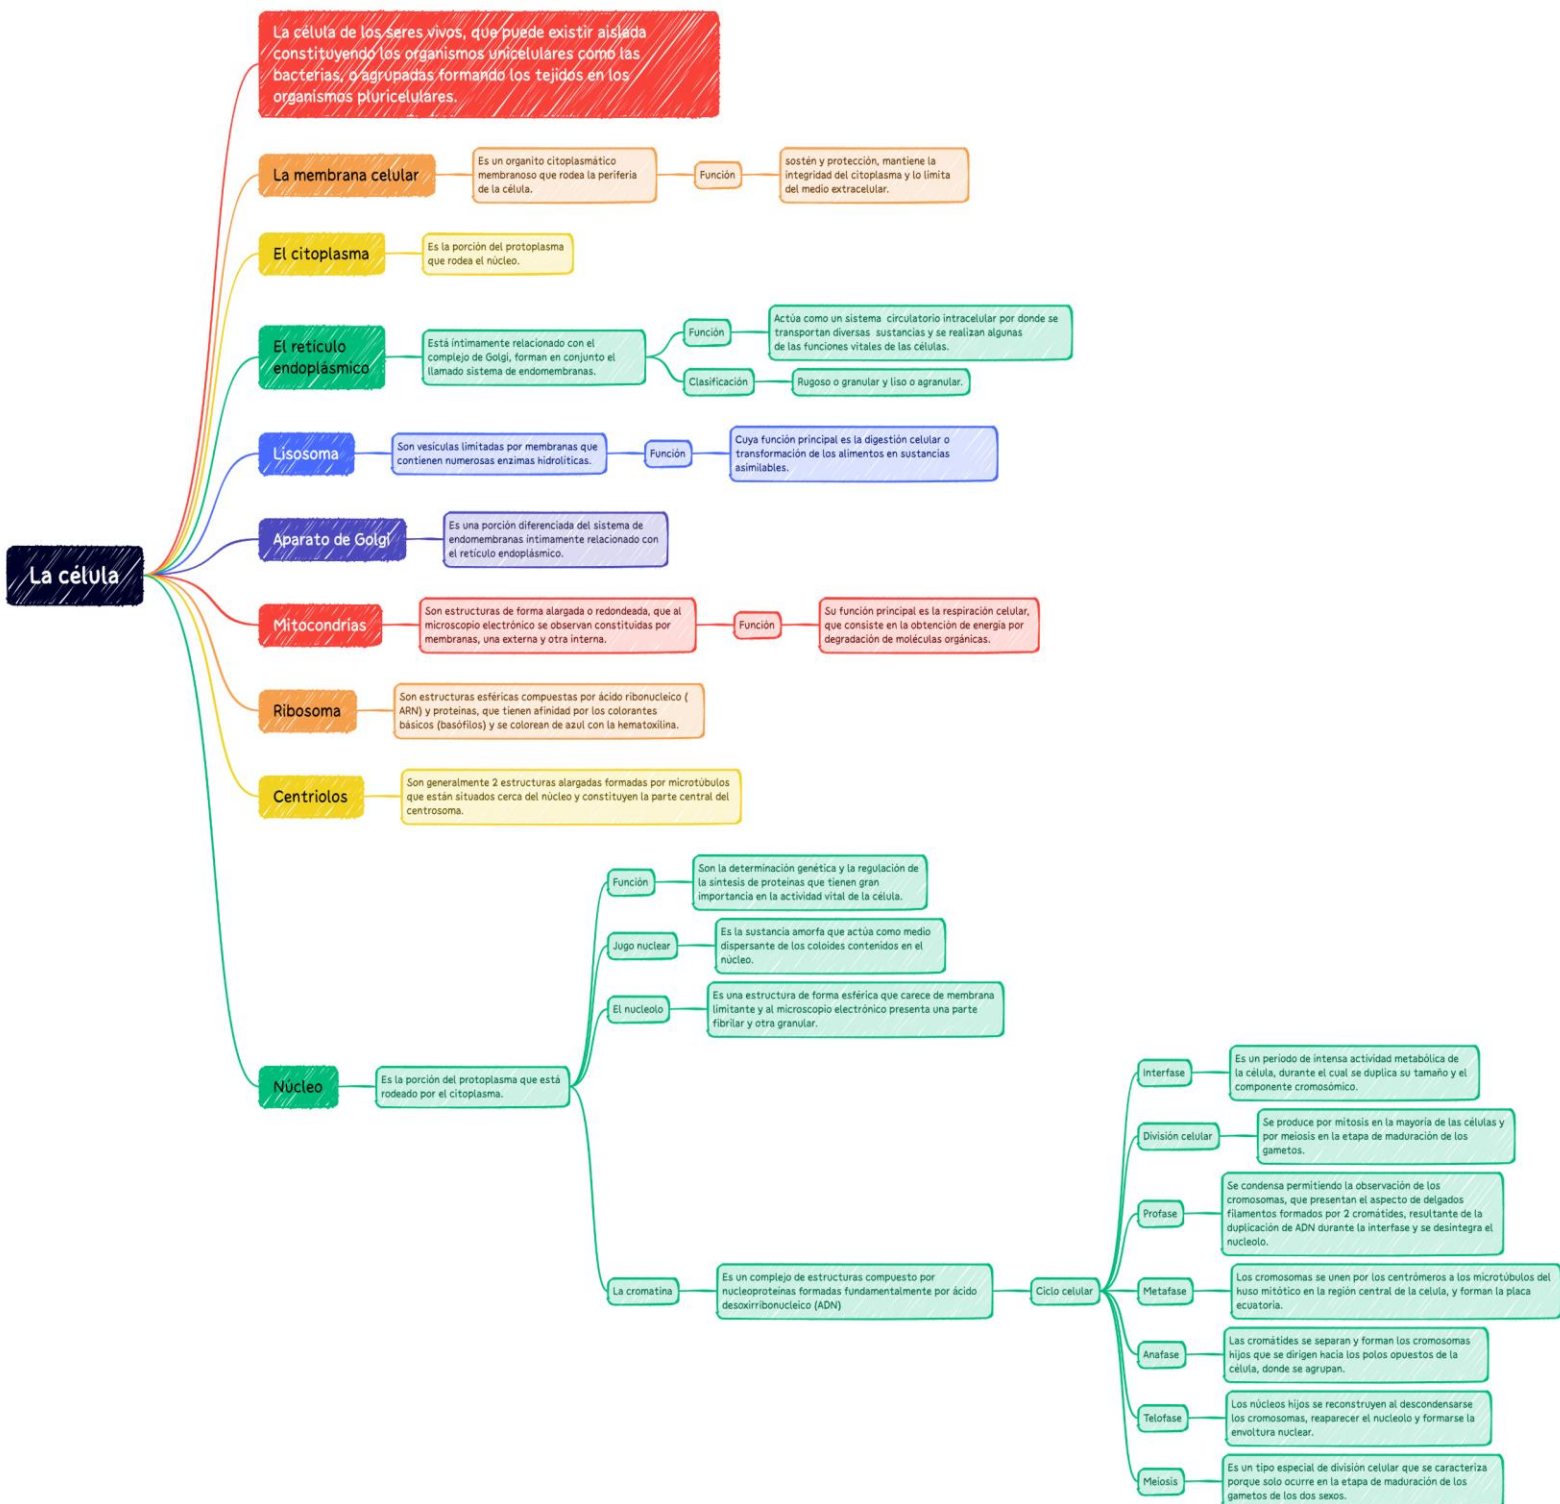 La célula
La célula de los seres vivos, que puede existir aislada
constituyendo los organismos unicelulares como las
bacterias, o agrupadas formando los tejidos en los
organismos pluricelulares.
La membrana celular
Es un organito citoplasmático
membranoso que rodea la periferia
de la célula.
Función
sostén y protección, mantiene la
integridad del citoplasma y lo limita
del medio extracelular.
El citoplasma
Es la porción del protoplasma
que rodea el núcleo.
El retículo
endoplásmico
Está íntimamente relacionado con el
complejo de Golgi, forman en conjunto el
llamado sistema de endomembranas.
Función
Actúa como un sistema circulatorio intracelular por donde se
transportan diversas sustancias y se realizan algunas
de las funciones vitales de las células.
Clasificación
Rugoso o granular y liso o agranular.
Lisosoma
Son vesículas limitadas por membranas que
contienen numerosas enzimas hidrolíticas.
Función
Cuya función principal es la digestión celular o
transformación de los alimentos en sustancias
asimilables.
Aparato de Golgi
Es una porción diferenciada del sistema de
endomembranas íntimamente relacionado con
el retículo endoplásmico.
Mitocondrias
Son estructuras de forma alargada o redondeada, que al
microscopio electrónico se observan constituidas por
membranas, una externa y otra interna.
Función
Su función principal es la respiración celular,
que consiste en la obtención de energía por
degradación de moléculas orgánicas.
Ribosoma
Son estructuras esféricas compuestas por ácido ribonucleico (
ARN) y proteínas, que tienen afinidad por los colorantes
básicos (basófilos) y se colorean de azul con la hematoxilina.
Centriolos
Son generalmente 2 estructuras alargadas formadas por microtúbulos
que están situados cerca del núcleo y constituyen la parte central del
centrosoma.
Núcleo
Es la porción del protoplasma que está
rodeado por el citoplasma.
Función
Son la determinación genética y la regulación de
la síntesis de proteínas que tienen gran
importancia en la actividad vital de la célula.
Jugo nuclear
Es la sustancia amorfa que actúa como medio
dispersante de los coloides contenidos en el
núcleo.
El nucleolo
Es una estructura de forma esférica que carece de membrana
limitante y al microscopio electrónico presenta una parte
fibrilar y otra granular.
La cromatina
Es un complejo de estructuras compuesto por
nucleoproteínas formadas fundamentalmente por ácido
desoxirribonucleico (ADN)
Ciclo celular
Interfase
Es un período de intensa actividad metabólica de
la célula, durante el cual se duplica su tamaño y el
componente cromosómico.
División celular
Se produce por mitosis en la mayoría de las células y
por meiosis en la etapa de maduración de los
gametos.
Profase
Se condensa permitiendo la observación de los
cromosomas, que presentan el aspecto de delgados
filamentos formados por 2 cromátides, resultante de la
duplicación de ADN durante la interfase y se desintegra el
nucleolo.
Metafase
Los cromosomas se unen por los centrómeros a los microtúbulos del
huso mitótico en la región central de la celula, y forman la placa
ecuatoria.
Anafase
Las cromátides se separan y forman los cromosomas
hijos que se dirigen hacia los polos opuestos de la
célula, donde se agrupan.
Telofase
Los núcleos hijos se reconstruyen al descondensarse
los cromosomas, reaparecer el nucleolo y formarse la
envoltura nuclear.
Meiosis
Es un tipo especial de división celular que se caracteriza
porque solo ocurre en la etapa de maduración de los
gametos de los dos sexos.